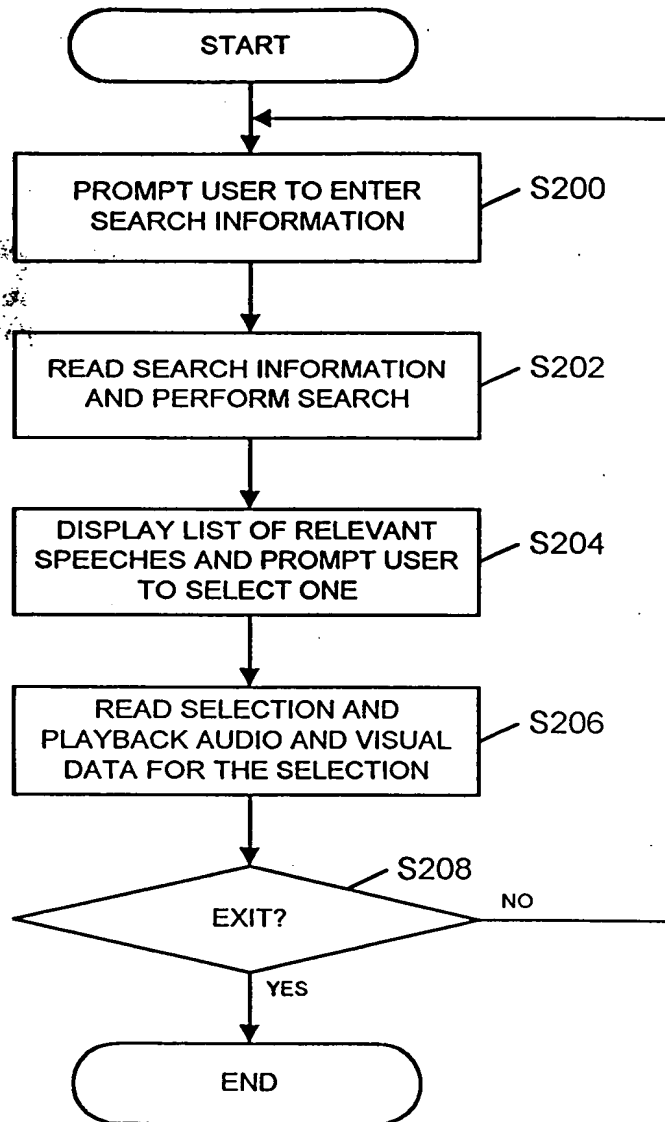 START
PROMPT USER TO ENTER
SEARCH INFORMATION
S200
READ SEARCH INFORMATION
AND PERFORM SEARCH
S202
DISPLAY LIST OF RELEVANT
SPEECHES AND PROMPT USER
TO SELECT ONE
S204
READ SELECTION AND
PLAYBACK AUDIO AND VISUAL
DATA FOR THE SELECTION
S206
S208
EXIT?
NO
YES
END